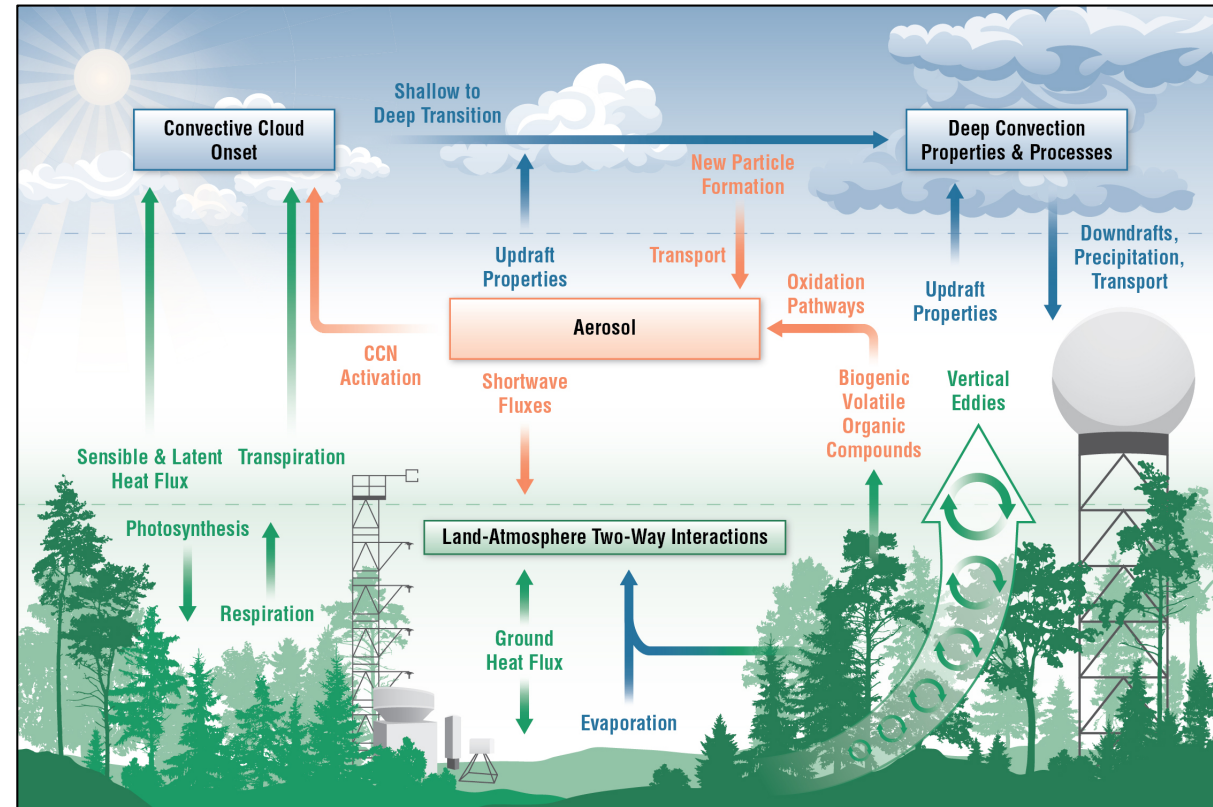 Shallow to
Deep Transition
Convective Cloud
Onset
Deep Convection
Properties & Processes
New Particle
Formation
Updraft
Properties
Transport
Downdrafts,
Precipitation,
Transport
Oxidation
Pathways
Updraft
Properties
Aerosol
CCN
Activation
Shortwave
Fluxes
Biogenic
Volatile
Organic
Compounds
Vertical
Eddies
Sensible & Latent
Heat Flux
Transpiration
Photosynthesis
Land-Atmosphere Two-Way Interactions
Respiration
Ground
Heat Flux
Evaporation